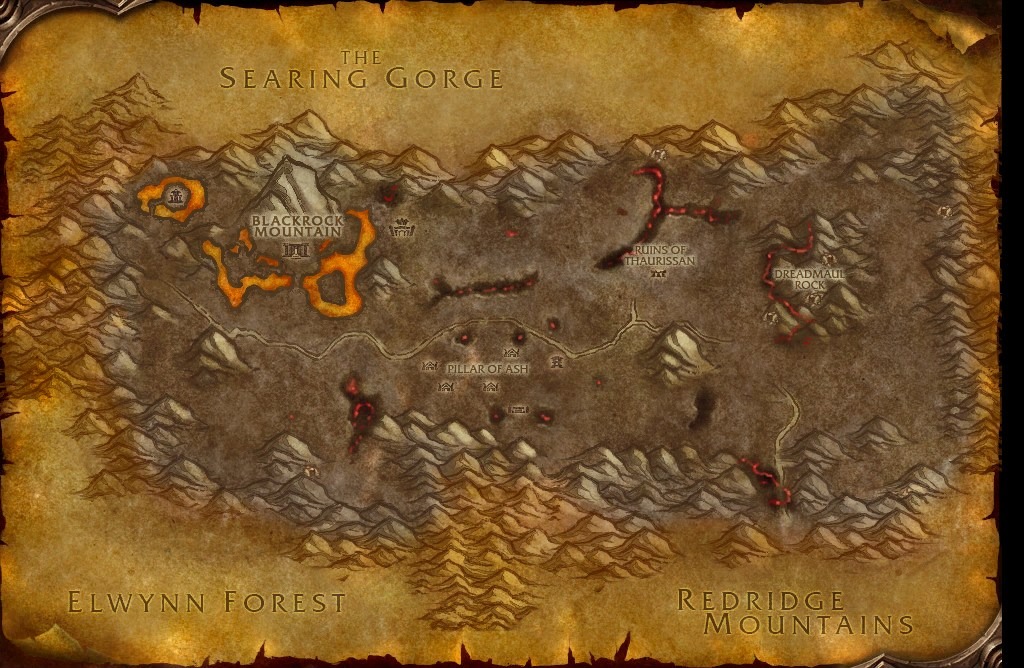 THE
SEARING GORGE
BLACKROCK
MOUNTAIN
RUINS OF
THAURISSAN
DREADMAUL
ROCK
PILLAR OF ASH
ELWYNN FOREST
REDRIDGE
MOUNTAINS